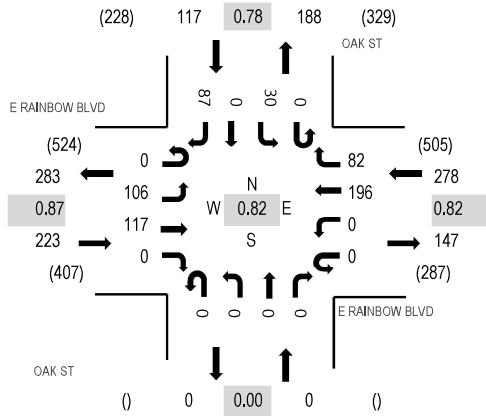 (228) 117 0.78 188 (329)
OAK ST
87 0 30 0
E RAINBOW BLVD
(524) (505)
0 82
283 278
N
106 196
0.87 W 0.82 E 0.82
117 0
223 S 147
0 0
(407) (287)
0 0 0 0
E RAINBOW BLVD
OAK ST
() 0 0.00 0 ()